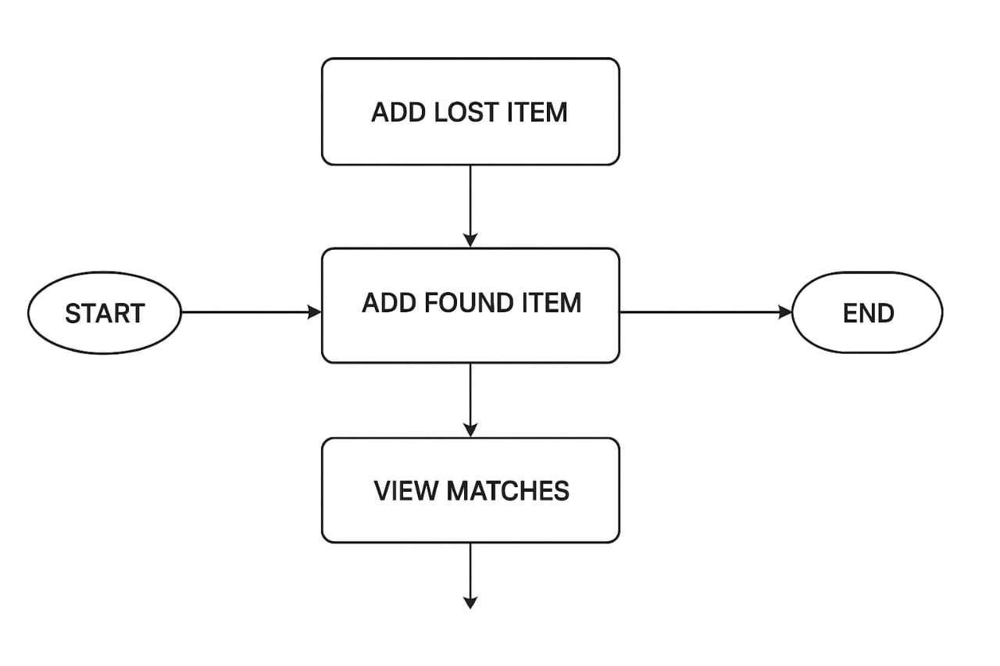 ADD LOST ITEM
START
ADD FOUND ITEM
END
VIEW MATCHES